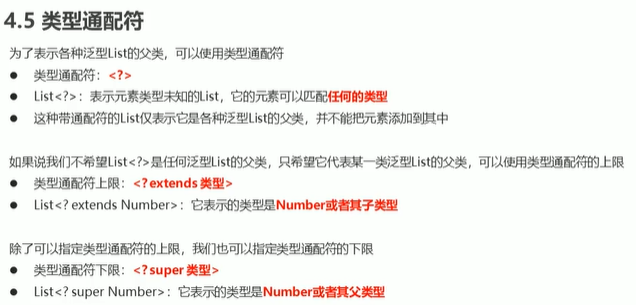 4.5 类型通配符
为了表示各种泛型List的父类，可以使用类型通配符
● 类型通配符：<?>
● List<?>：表示元素类型未知的List，它的元素可以匹配任何的类型
● 这种带通配符的List仅表示它是各种泛型List的父类，并不能把元素添加到其中
如果说我们不希望List<?>是任何泛型List的父类，只希望它代表某一类泛型List的父类，可以使用类型通配符的上限
● 类型通配符上限：<? extends 类型>
● List<? extends Number>：它表示的类型是Number或者其子类型
除了可以指定类型通配符的上限，我们也可以指定类型通配符的下限
● 类型通配符下限：<? super 类型>
● List<? super Number>：它表示的类型是Number或者其父类型